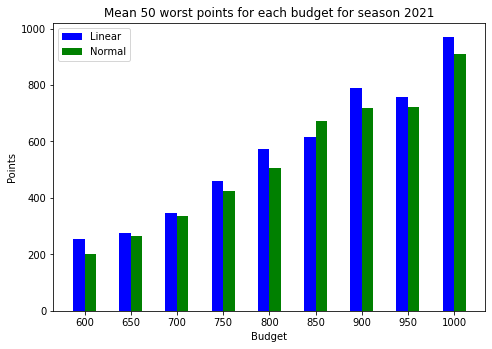 Mean 50 worst points for each budget for season 2021
Linear
Normal
1000
800
600
400
200
0
Points
600 650 700 750 800 850 900 950 1000
Budget